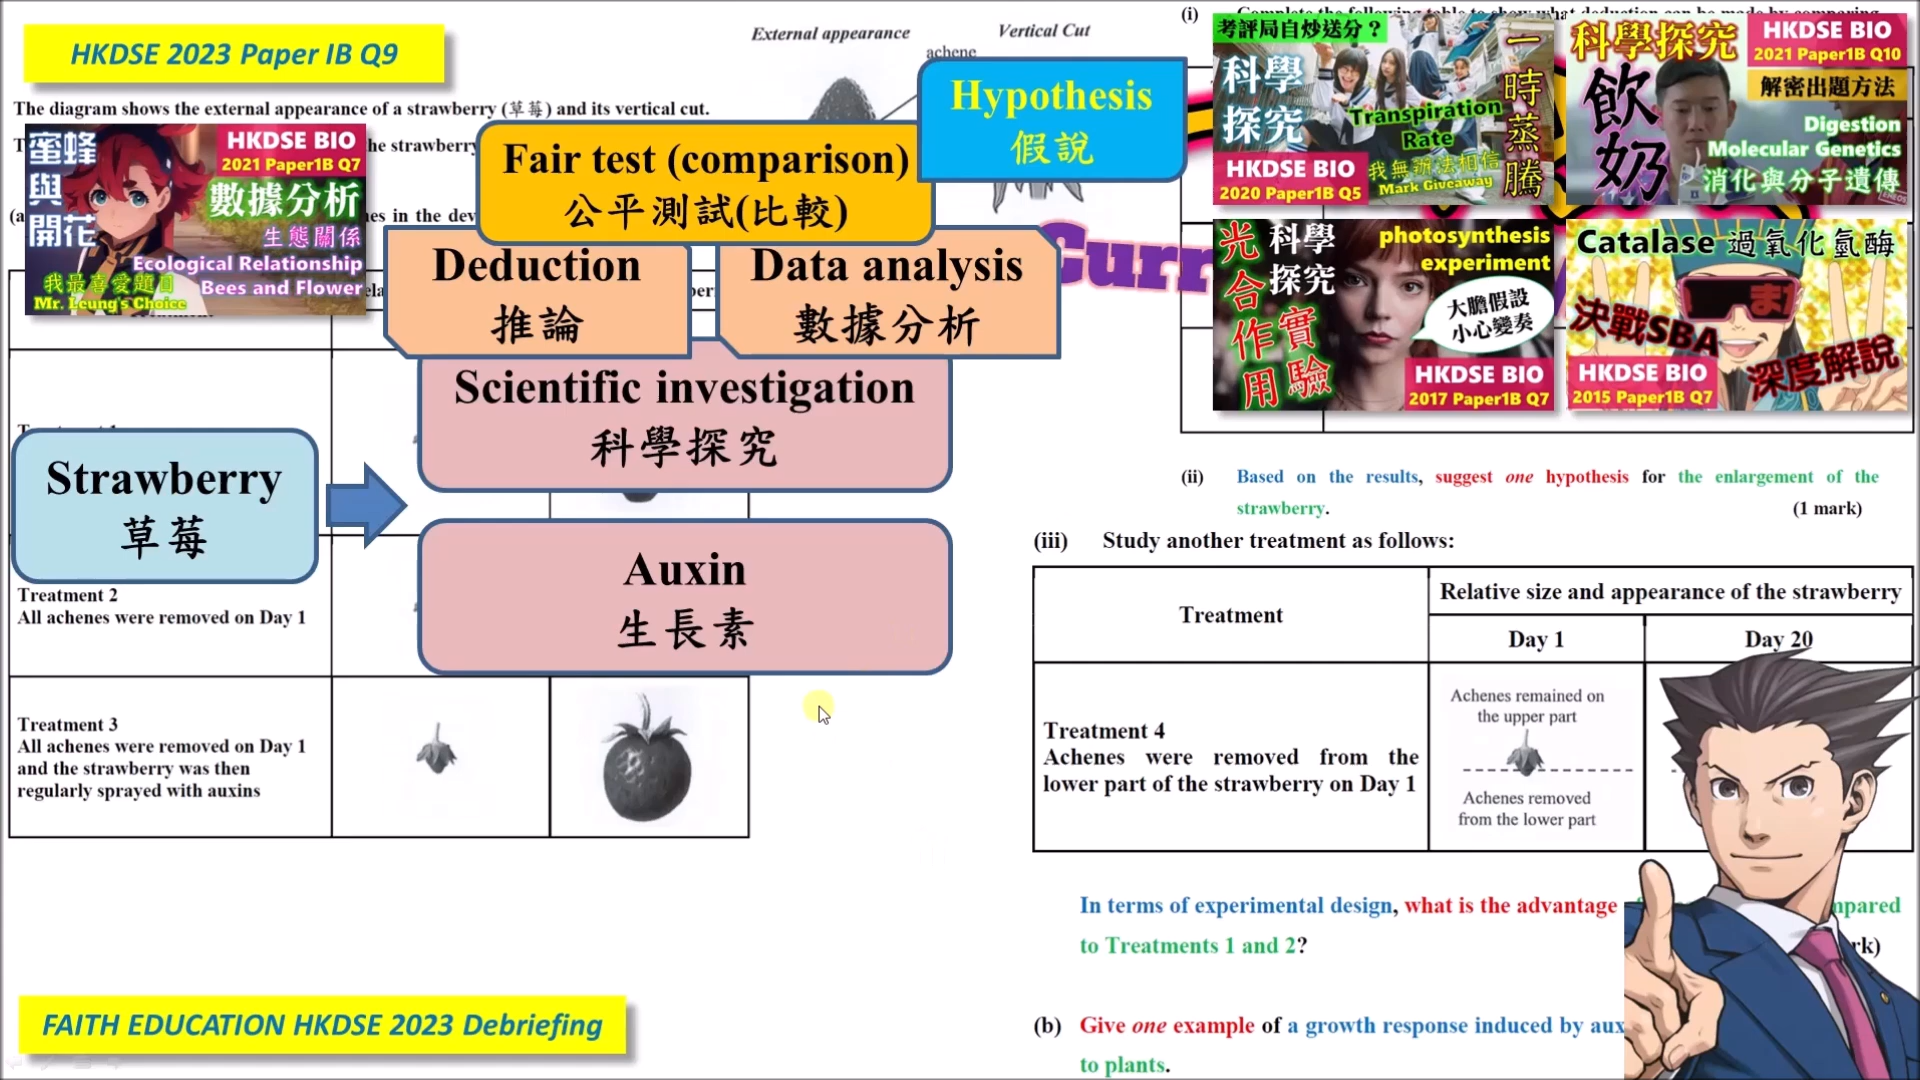 HKDSE 2023 Paper IB Q9
External appearance
Vertical Cut
achene
(i)
The diagram shows the external appearance of a strawberry (草莓) and its vertical cut.
he strawberry
蜜蜂
與
開花
HKDSE BIO
2021 Paper1B Q7
數據分析
生態關係
Ecological Relationship
Bees and Flower
我最喜愛題目
Mr. Leung's Choice
Hypothesis
假說
Fair test (comparison)
公平測試(比較)
Deduction
推論
Data analysis
數據分析
Scientific investigation
科學探究
Strawberry
草莓
Auxin
生長素
Treatment 2
All achenes were removed on Day 1
Treatment 3
All achenes were removed on Day 1
and the strawberry was then
regularly sprayed with auxins
考評局自炒送分？
科學
探究
一時蒸騰
Transpiration
Rate
我無辦法相信
Mark Giveaway
HKDSE BIO
2020 Paper1B Q5
科學探究
HKDSE BIO
2021 Paper1B Q10
解密出題方法
飲奶
Digestion
Molecular Genetics
消化與分子遺傳
光合作用
科學
探究
實驗
photosynthesis
experiment
大膽假設
小心變奏
HKDSE BIO
2017 Paper1B Q7
Catalase 過氧化氫酶
決戰SBA
深度解說
HKDSE BIO
2015 Paper1B Q7
(ii) Based on the results, suggest one hypothesis for the enlargement of the
strawberry. (1 mark)
(iii) Study another treatment as follows:
Treatment
Relative size and appearance of the strawberry
Day 1
Day 20
Treatment 4
Achenes were removed from the
lower part of the strawberry on Day 1
Achenes remained on
the upper part
Achenes removed
from the lower part
In terms of experimental design, what is the advantage
to Treatments 1 and 2?
(b) Give one example of a growth response induced by
to plants.
FAITH EDUCATION HKDSE 2023 Debriefing